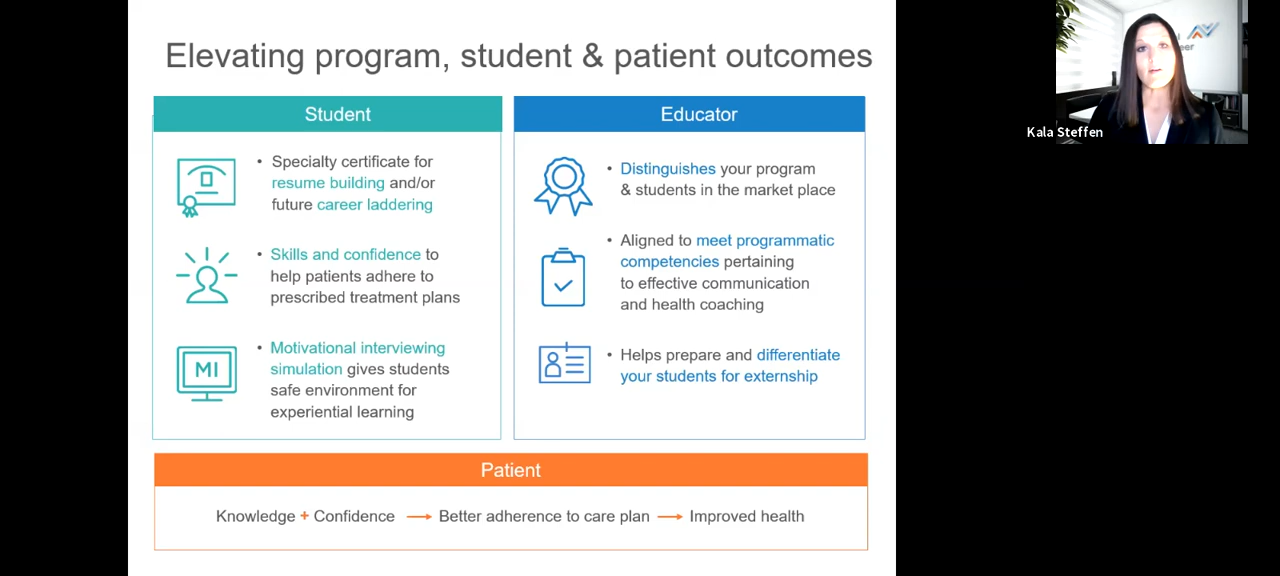 Elevating program, student & patient outcomes
Student
• Specialty certificate for
resume building and/or
future career laddering
• Skills and confidence to
help patients adhere to
prescribed treatment plans
MI
• Motivational interviewing
simulation gives students
safe environment for
experiential learning
Educator
• Distinguishes your program
& students in the market place
• Aligned to meet programmatic
competencies pertaining
to effective communication
and health coaching
• Helps prepare and differentiate
your students for externship
Patient
Knowledge + Confidence → Better adherence to care plan → Improved health
Kala Steffen